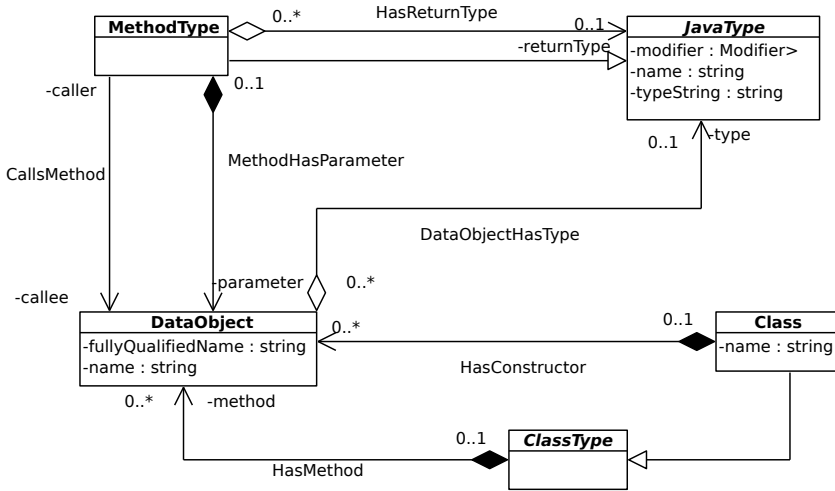 HasReturnType
0..*
0..1
MethodType
JavaType
-returnType
-modifier : Modifier>
-name : string
-typeString : string
-caller
0..1
0..1
-type
CallsMethod
MethodHasParameter
DataObjectHasType
-parameter
0..*
-callee
DataObject
0..*
0..1
Class
-fullyQualifiedName : string
-name : string
-name : string
HasConstructor
0..*
-method
0..1
ClassType
HasMethod